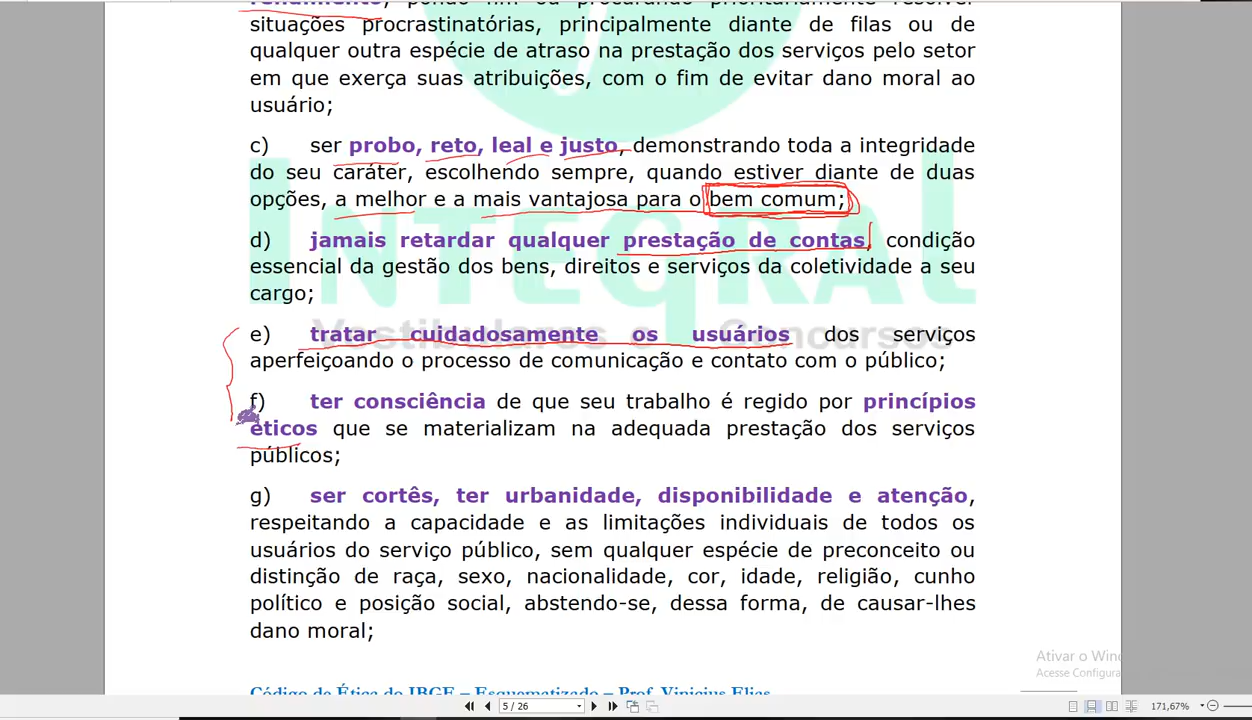 situações procrastinatórias, principalmente diante de filas ou de
qualquer outra espécie de atraso na prestação dos serviços pelo setor
em que exerça suas atribuições, com o fim de evitar dano moral ao
usuário;
c) ser probo, reto, leal e justo, demonstrando toda a integridade
do seu caráter, escolhendo sempre, quando estiver diante de duas
opções, a melhor e a mais vantajosa para o bem comum;
d) jamais retardar qualquer prestação de contas, condição
essencial da gestão dos bens, direitos e serviços da coletividade a seu
cargo;
INTEGRAL
Vestibulares e Concursos
e) tratar cuidadosamente os usuários dos serviços
aperfeiçoando o processo de comunicação e contato com o público;
f) ter consciência de que seu trabalho é regido por princípios
éticos que se materializam na adequada prestação dos serviços
públicos;
g) ser cortês, ter urbanidade, disponibilidade e atenção,
respeitando a capacidade e as limitações individuais de todos os
usuários do serviço público, sem qualquer espécie de preconceito ou
distinção de raça, sexo, nacionalidade, cor, idade, religião, cunho
político e posição social, abstendo-se, dessa forma, de causar-lhes
dano moral;
Ativar o Win
Acesse Configura
Código de Ética do IBGE – Esquematizado – Prof. Vinicius Elias
5 / 26
171,67%